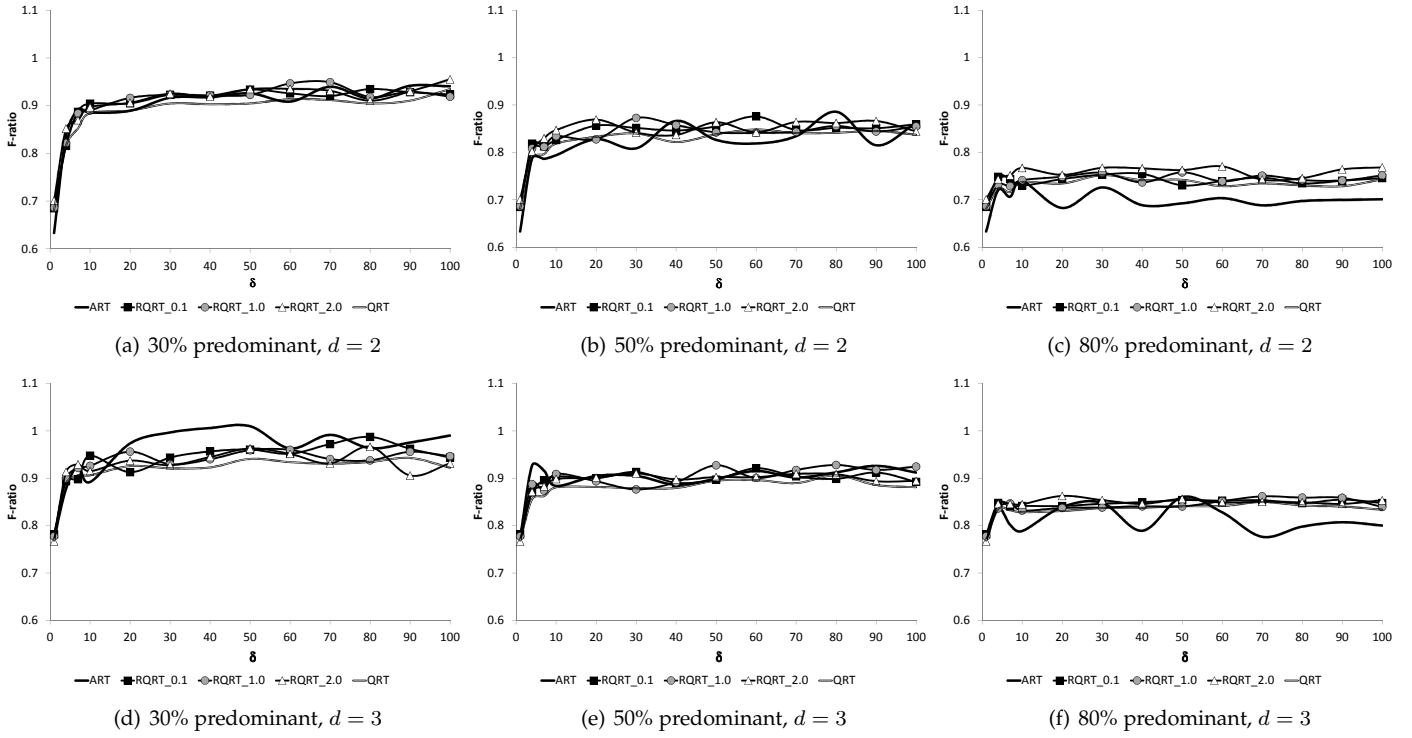 1.1
1
0.9
0.8
0.7
0.6
F-ratio
0 10 20 30 40 50 60 70 80 90 100
δ
ART RQRT_0.1 RQRT_1.0 RQRT_2.0 QRT
(a) 30% predominant, d = 2
1.1
1
0.9
0.8
0.7
0.6
F-ratio
0 10 20 30 40 50 60 70 80 90 100
δ
ART RQRT_0.1 RQRT_1.0 RQRT_2.0 QRT
(b) 50% predominant, d = 2
1.1
1
0.9
0.8
0.7
0.6
F-ratio
0 10 20 30 40 50 60 70 80 90 100
δ
ART RQRT_0.1 RQRT_1.0 RQRT_2.0 QRT
(c) 80% predominant, d = 2
1.1
1
0.9
0.8
0.7
0.6
F-ratio
0 10 20 30 40 50 60 70 80 90 100
δ
ART RQRT_0.1 RQRT_1.0 RQRT_2.0 QRT
(d) 30% predominant, d = 3
1.1
1
0.9
0.8
0.7
0.6
F-ratio
0 10 20 30 40 50 60 70 80 90 100
δ
ART RQRT_0.1 RQRT_1.0 RQRT_2.0 QRT
(e) 50% predominant, d = 3
1.1
1
0.9
0.8
0.7
0.6
F-ratio
0 10 20 30 40 50 60 70 80 90 100
δ
ART RQRT_0.1 RQRT_1.0 RQRT_2.0 QRT
(f) 80% predominant, d = 3